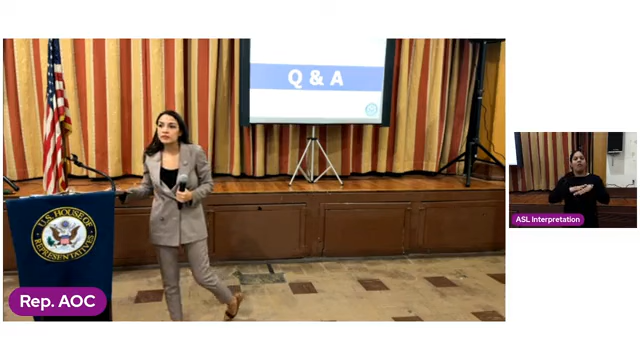 Q & A
U.S. HOUSE OF
REPRESENTATIVES
Rep. AOC
ASL Interpretation